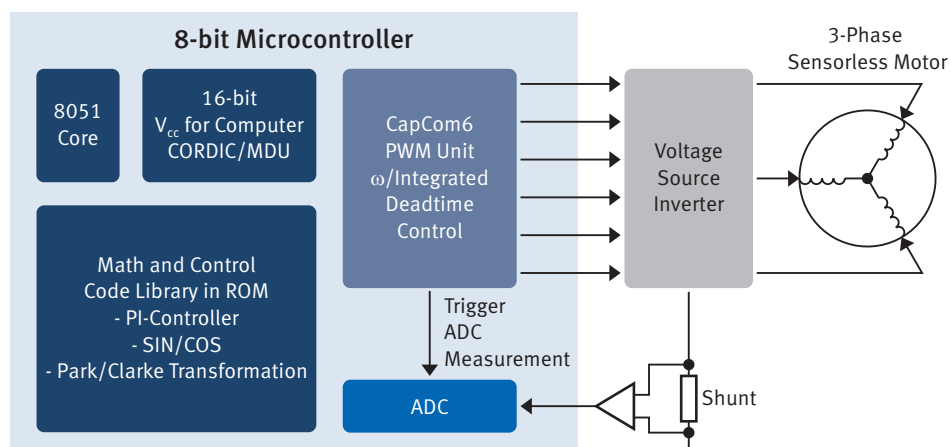 8-bit Microcontroller
3-Phase
Sensorless Motor
8051
Core
16-bit
Vcc for Computer
CORDIC/MDU
CapCom6
PWM Unit
ω/Integrated
Deadtime
Control
Voltage
Source
Inverter
Math and Control
Code Library in ROM
- PI-Controller
- SIN/COS
- Park/Clarke Transformation
Trigger
ADC
Measurement
ADC
Shunt